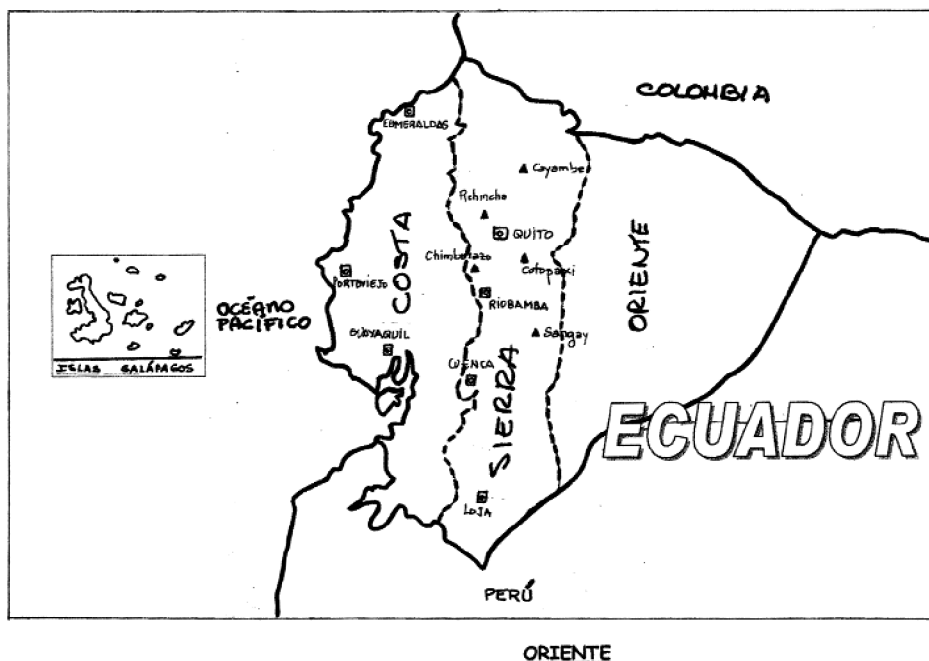 COLOMBIA
ESMERALDAS
Cayambe
Pichincha
QUITO
COSTA
ORIENTE
Chimborazo
Cotopaxi
PORTOVIEJO
RIOBAMBA
OCÉANO
PACÍFICO
GUAYAQUIL
Sangay
CUENCA
ISLAS GALÁPAGOS
SIERRA
ECUADOR
LOJA
PERÚ
ORIENTE